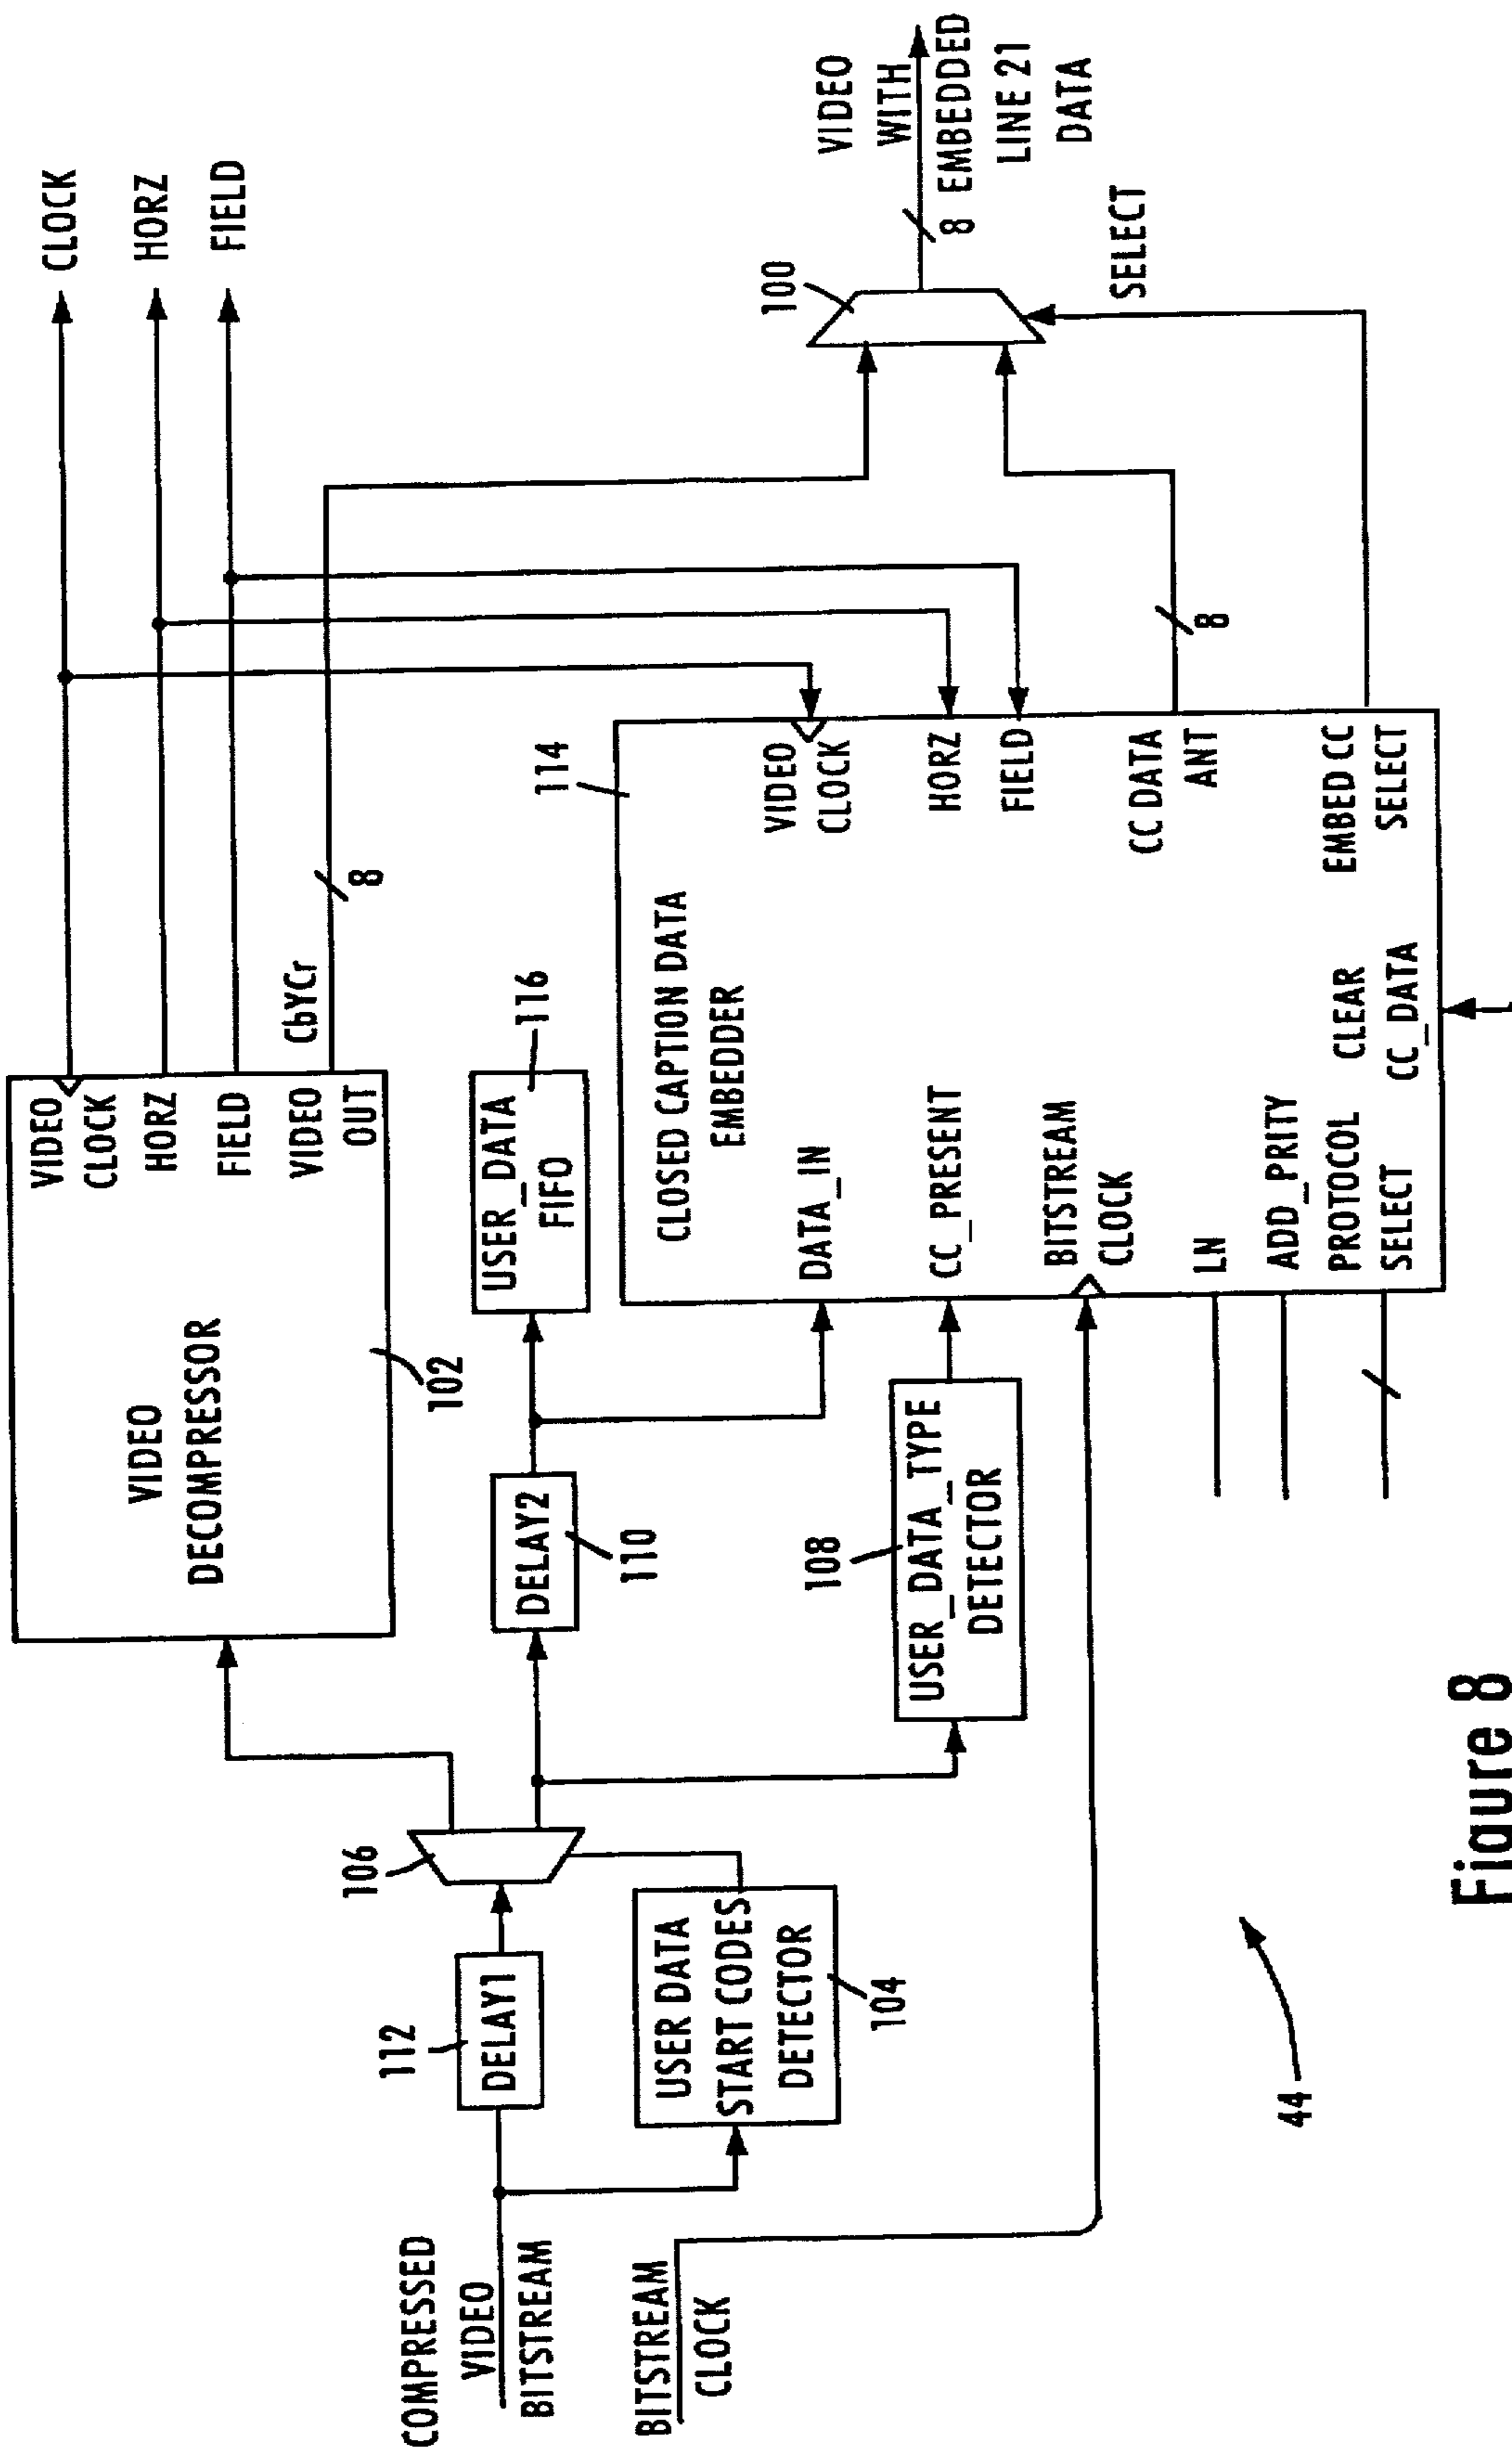 CLOCK
HORZ
FIELD
VIDEO
CLOCK
HORZ
FIELD
VIDEO
OUT
CbYCr
8
VIDEO
DECOMPRESSOR
102
COMPRESSED
VIDEO
BITSTREAM
112
DELAY1
106
USER DATA
START CODES
DETECTOR
104
DELAY2
110
USER_DATA
FIFO
116
108
USER_DATA_TYPE
DETECTOR
BITSTREAM
CLOCK
114
CLOSED CAPTION DATA
EMBEDDER
DATA_IN
CC_PRESENT
BITSTREAM
CLOCK
LN
ADD_PRITY
PROTOCOL
SELECT
CLEAR
CC_DATA
VIDEO
CLOCK
HORZ
FIELD
CC DATA
ANT
EMBED CC
SELECT
8
100
SELECT
VIDEO
WITH
8 EMBEDDED
LINE 21
DATA
44
Figure 8